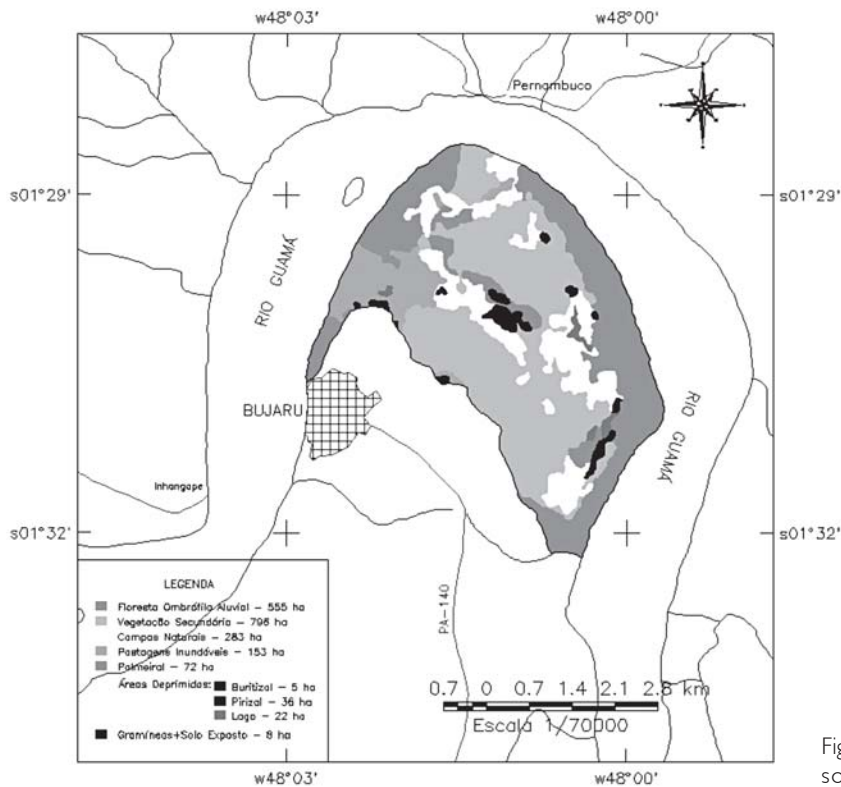 w48°03' w48°00'
Pernambuco
s01°29' s01°29'
RIO GUAMÁ
BUJARU
RIO GUAMÁ
Inhangape
s01°32' s01°32'
PA-140
LEGENDA
Floresta Ombrófila Aluvial – 555 ha
Vegetação Secundária – 798 ha
Campos Naturais – 283 ha
Pastagens Inundáveis – 153 ha
Palmeiral – 72 ha
Áreas Deprimidas: Buritizal – 5 ha
Pirizal – 36 ha
Lago – 22 ha
Gramíneas+Solo Exposto – 8 ha
0.7 0 0.7 1.4 2.1 2.8 km
Escala 1/70000
w48°03' w48°00'
Fig
so